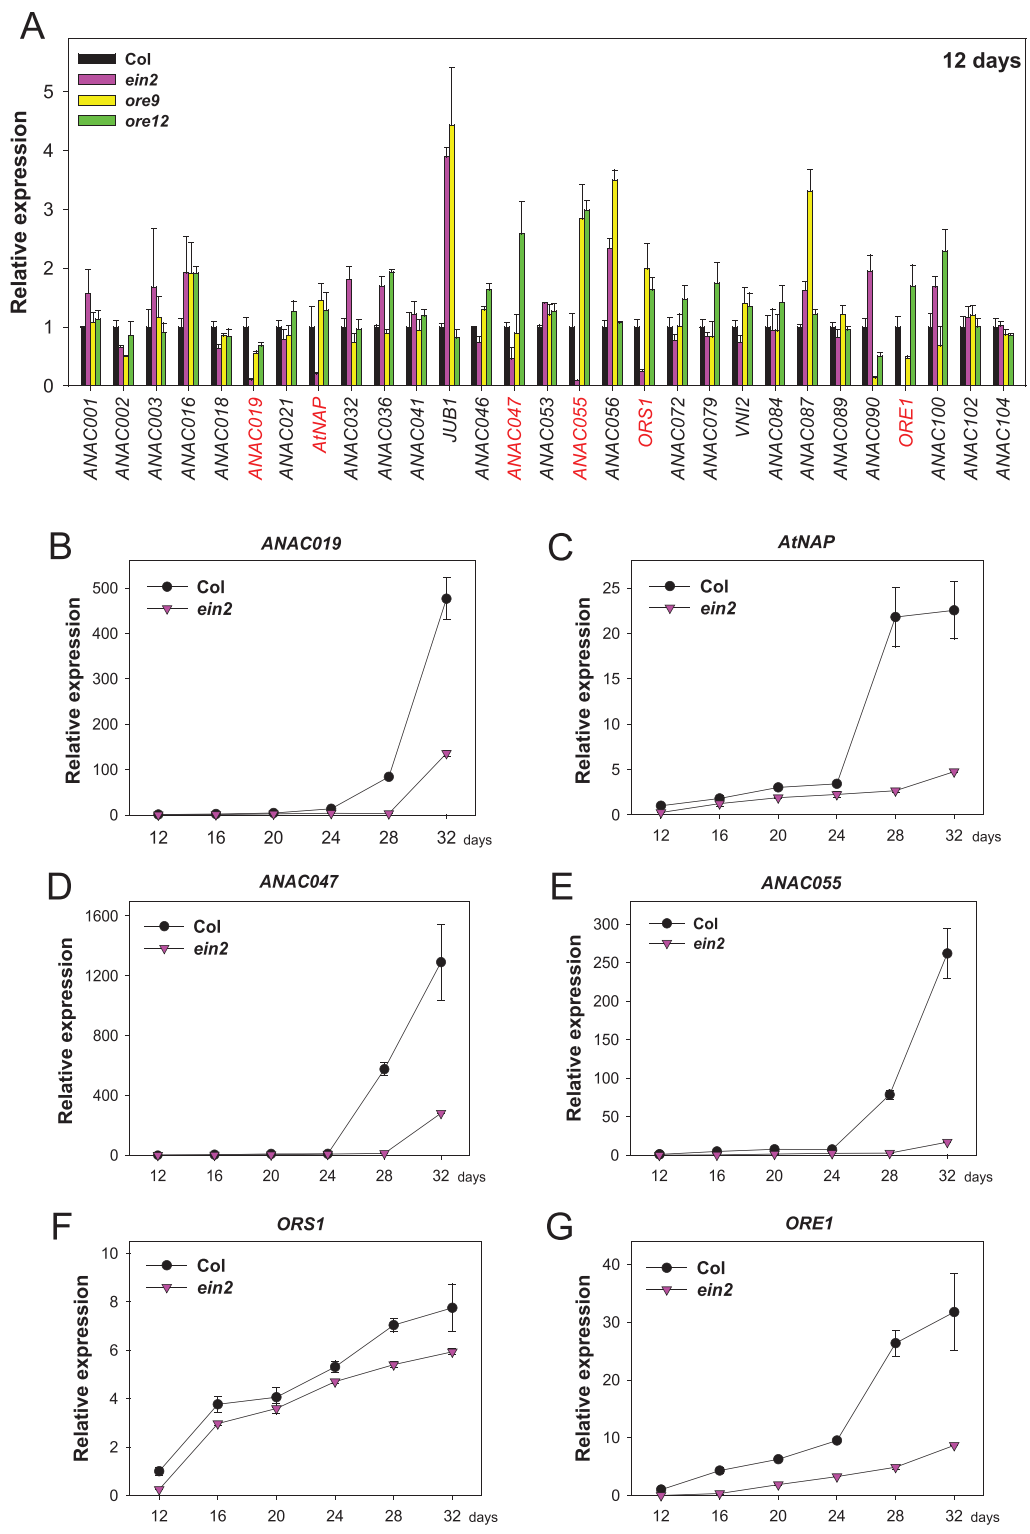 A
Col
ein2
ore9
ore12
12 days
Relative expression
5
4
3
2
1
0
ANAC001
ANAC002
ANAC003
ANAC016
ANAC018
ANAC019
ANAC021
AtNAP
ANAC032
ANAC036
ANAC041
JUB1
ANAC046
ANAC047
ANAC053
ANAC055
ANAC056
ORS1
ANAC072
ANAC079
VNI2
ANAC084
ANAC087
ANAC089
ANAC090
ORE1
ANAC100
ANAC102
ANAC104
B
ANAC019
Col
ein2
Relative expression
500
400
300
200
100
0
12 16 20 24 28 32 days
C
AtNAP
Col
ein2
Relative expression
25
20
15
10
5
0
12 16 20 24 28 32 days
D
ANAC047
Col
ein2
Relative expression
1600
1200
800
400
0
12 16 20 24 28 32 days
E
ANAC055
Col
ein2
Relative expression
300
250
200
150
100
50
0
12 16 20 24 28 32 days
F
ORS1
Col
ein2
Relative expression
10
8
6
4
2
0
12 16 20 24 28 32 days
G
ORE1
Col
ein2
Relative expression
40
30
20
10
0
12 16 20 24 28 32 days